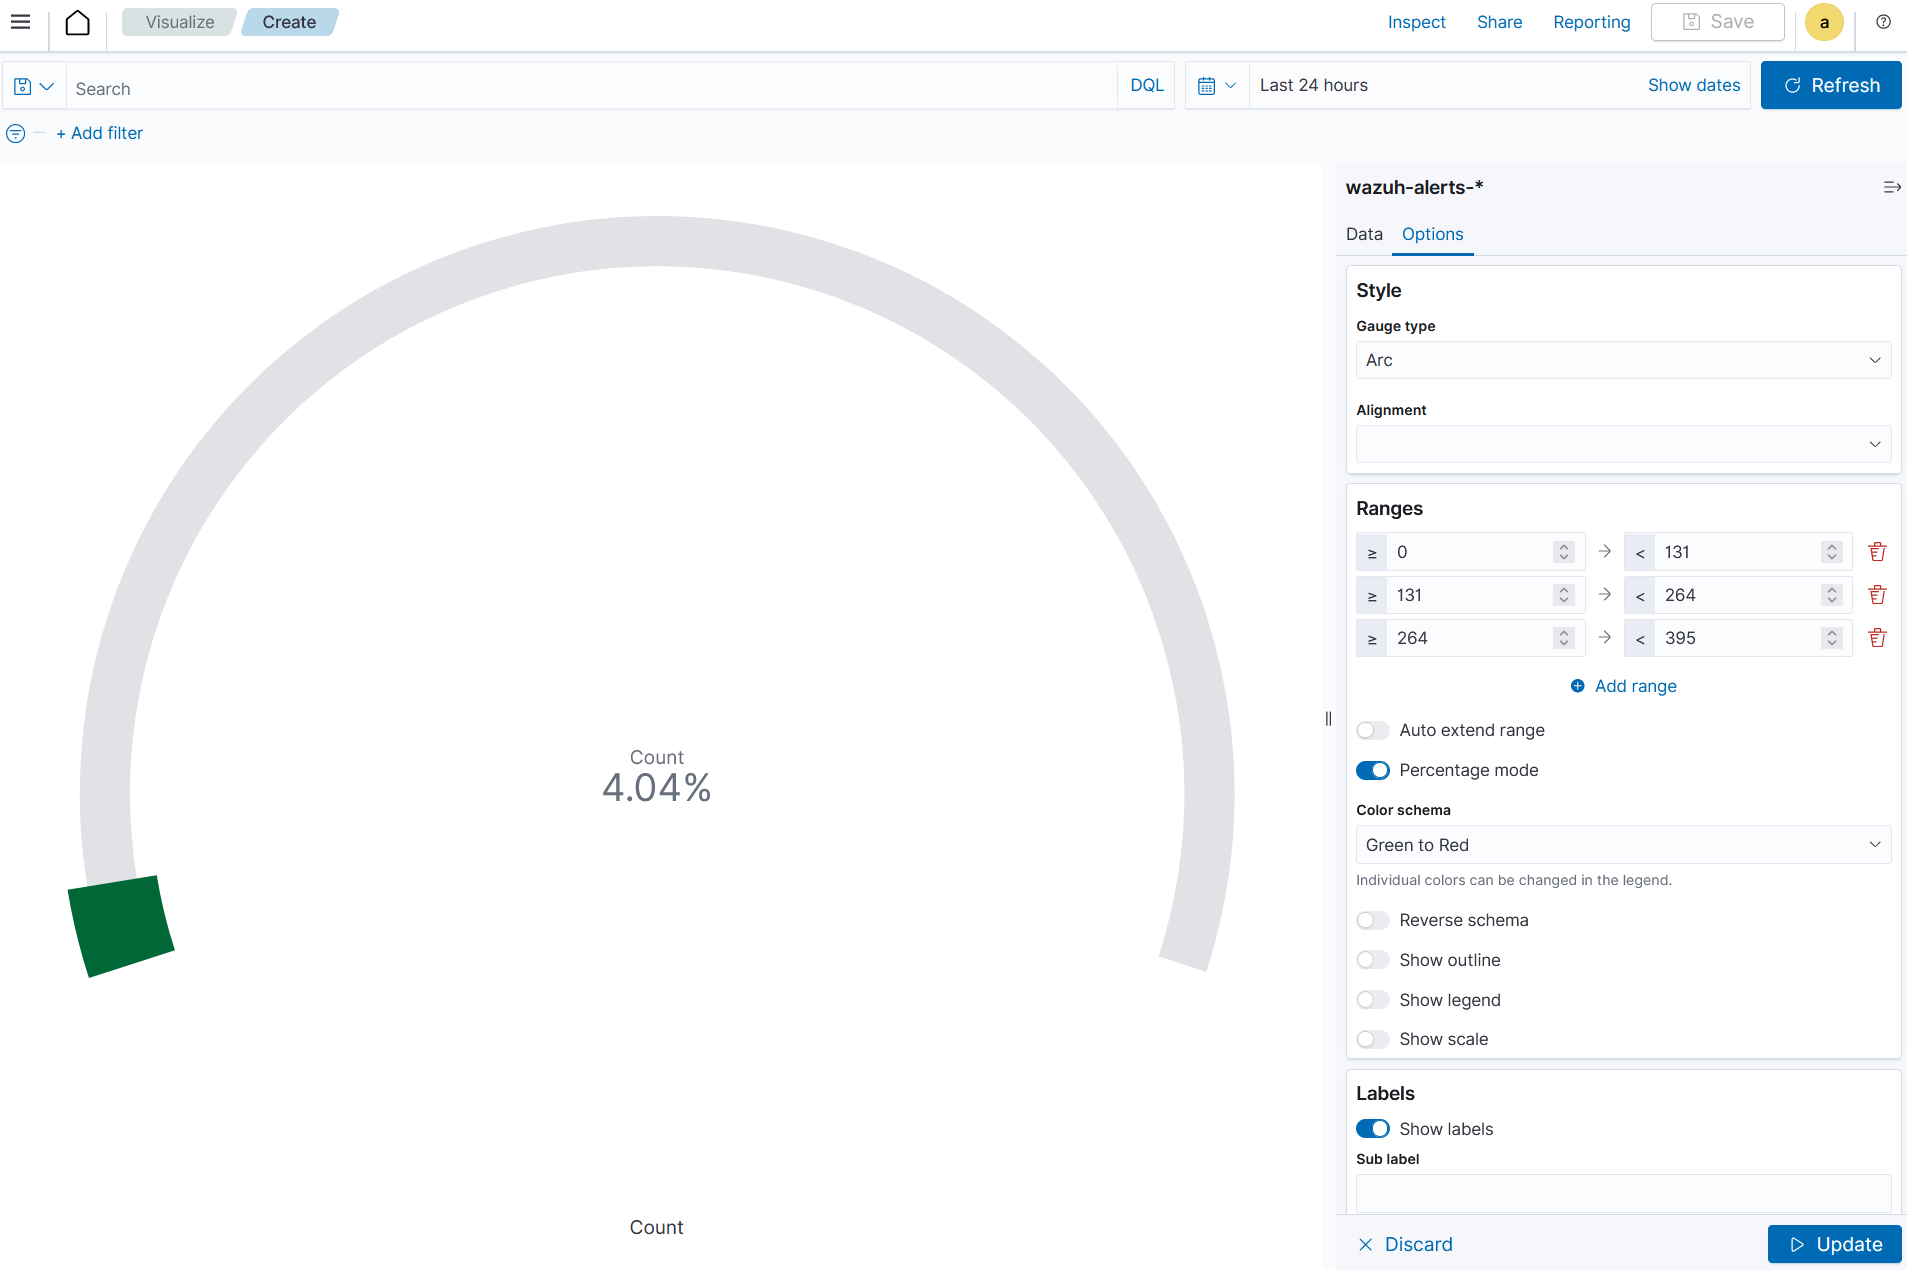 Visualize Create Inspect Share Reporting Save a
Search DQL Last 24 hours Show dates Refresh
+ Add filter
wazuh-alerts-*
Data Options
Style
Gauge type
Arc
Alignment
Ranges
≥ 0 → < 131
≥ 131 → < 264
≥ 264 → < 395
Add range
Auto extend range
Percentage mode
Color schema
Green to Red
Individual colors can be changed in the legend.
Reverse schema
Show outline
Show legend
Show scale
Labels
Show labels
Sub label
Discard Update
Count
4.04%
Count